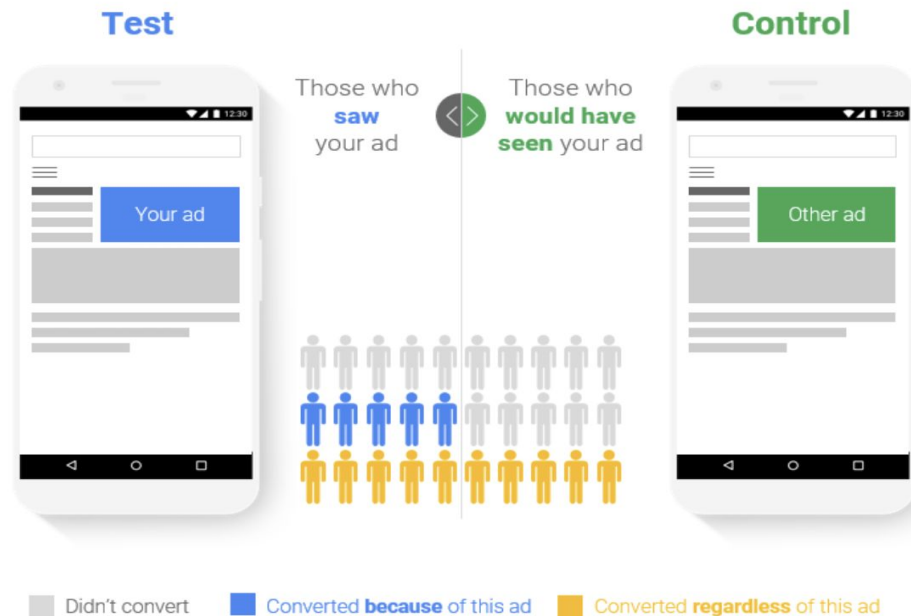 Test
Control
Those who
saw
your ad
Those who
would have
seen your ad
12:30
Your ad
12:30
Other ad
Didn't convert
Converted because of this ad
Converted regardless of this ad